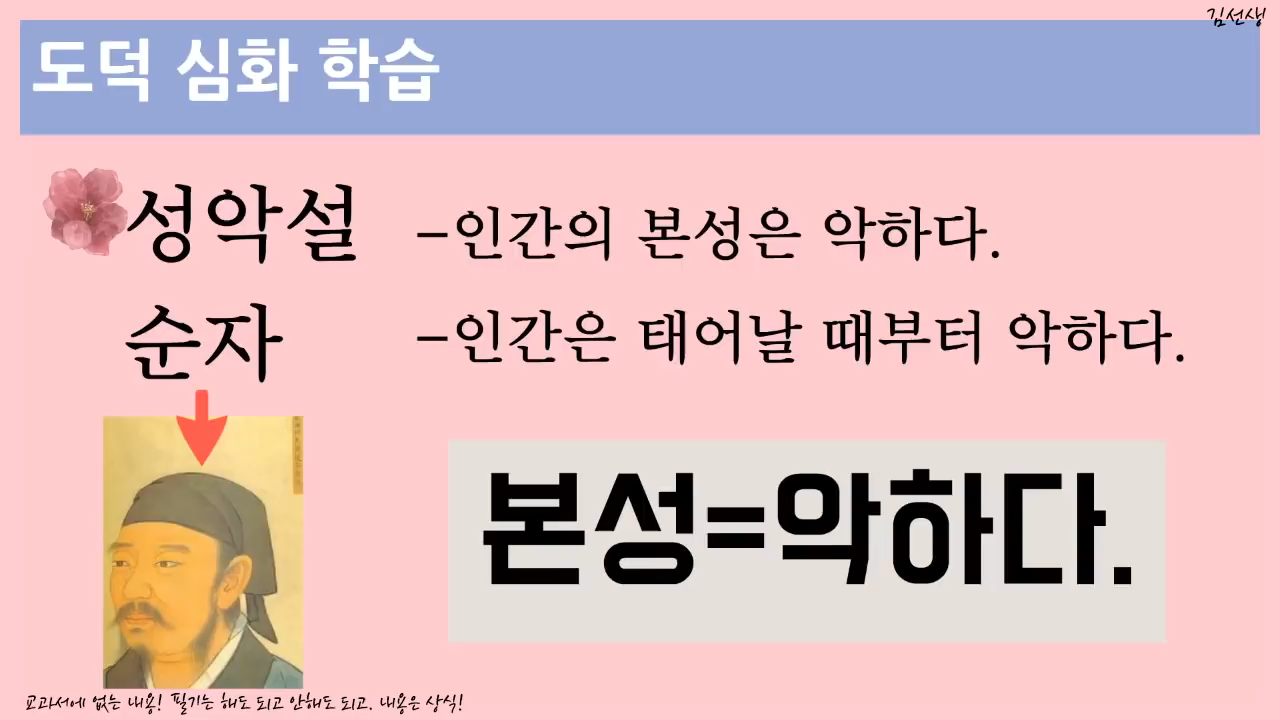 김선생
도덕 심화 학습
성악설 -인간의 본성은 악하다.
순자 -인간은 태어날 때부터 악하다.
본성=악하다.
교과서에 없는 내용! 필기는 해도 되고 안해도 되고. 내용은 상식!